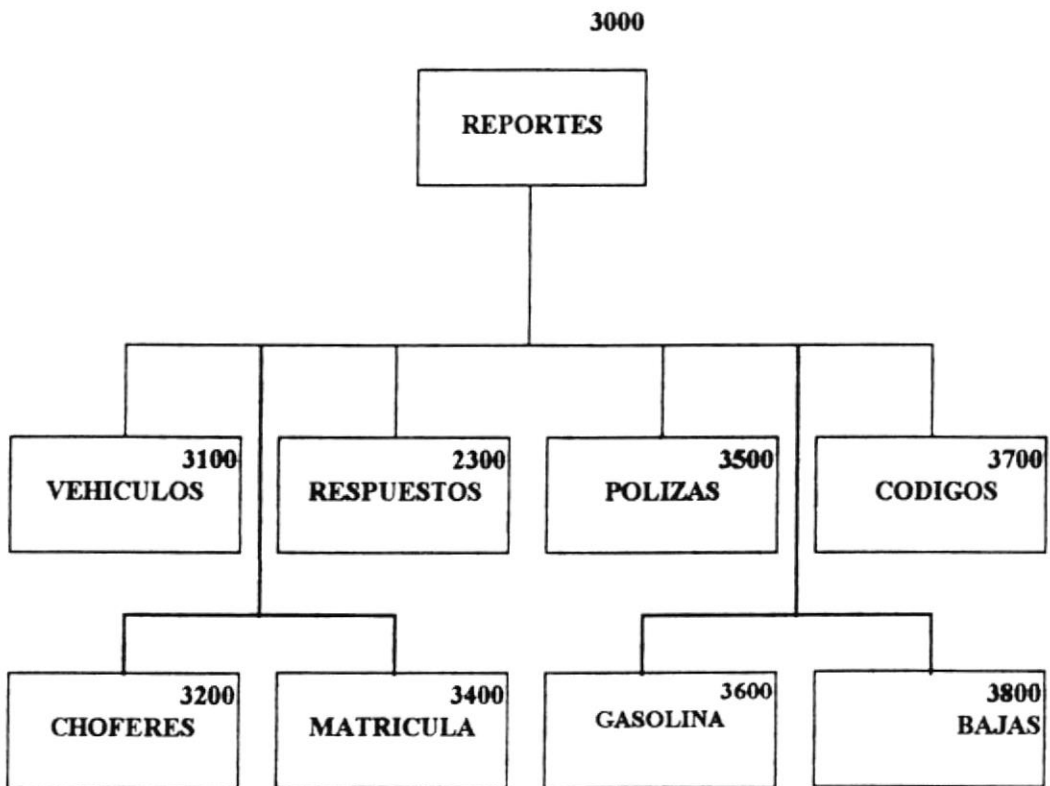 3000
REPORTES
3100
VEHICULOS
2300
RESPUESTOS
3500
POLIZAS
3700
CODIGOS
3200
CHOFERES
3400
MATRICULA
3600
GASOLINA
3800
BAJAS